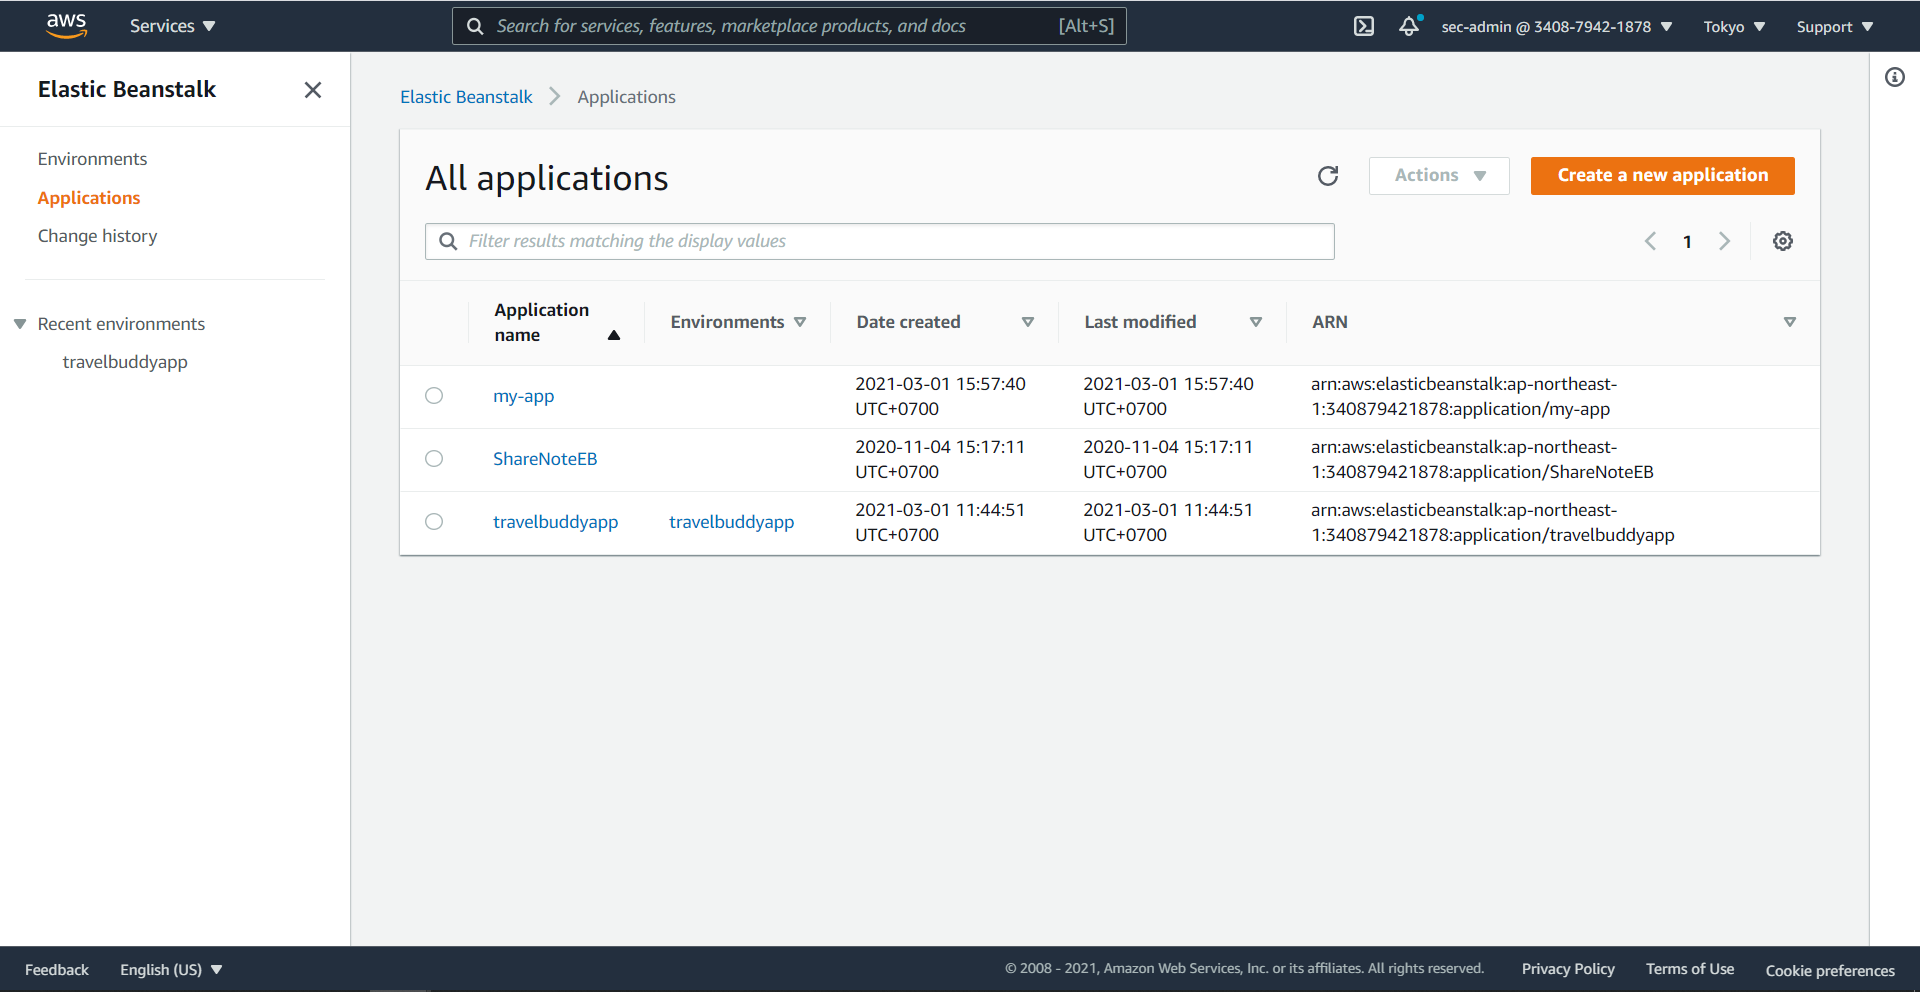 aws
Services
Search for services, features, marketplace products, and docs [Alt+S]
sec-admin @ 3408-7942-1878
Tokyo
Support
Elastic Beanstalk
Environments
Applications
Change history
Recent environments
travelbuddyapp
Elastic Beanstalk > Applications
All applications
Actions
Create a new application
Filter results matching the display values
1
Application
name
Environments
Date created
Last modified
ARN
my-app
2021-03-01 15:57:40
UTC+0700
2021-03-01 15:57:40
UTC+0700
arn:aws:elasticbeanstalk:ap-northeast-
1:340879421878:application/my-app
ShareNoteEB
2020-11-04 15:17:11
UTC+0700
2020-11-04 15:17:11
UTC+0700
arn:aws:elasticbeanstalk:ap-northeast-
1:340879421878:application/ShareNoteEB
travelbuddyapp
travelbuddyapp
2021-03-01 11:44:51
UTC+0700
2021-03-01 11:44:51
UTC+0700
arn:aws:elasticbeanstalk:ap-northeast-
1:340879421878:application/travelbuddyapp
Feedback
English (US)
© 2008 - 2021, Amazon Web Services, Inc. or its affiliates. All rights reserved.
Privacy Policy
Terms of Use
Cookie preferences